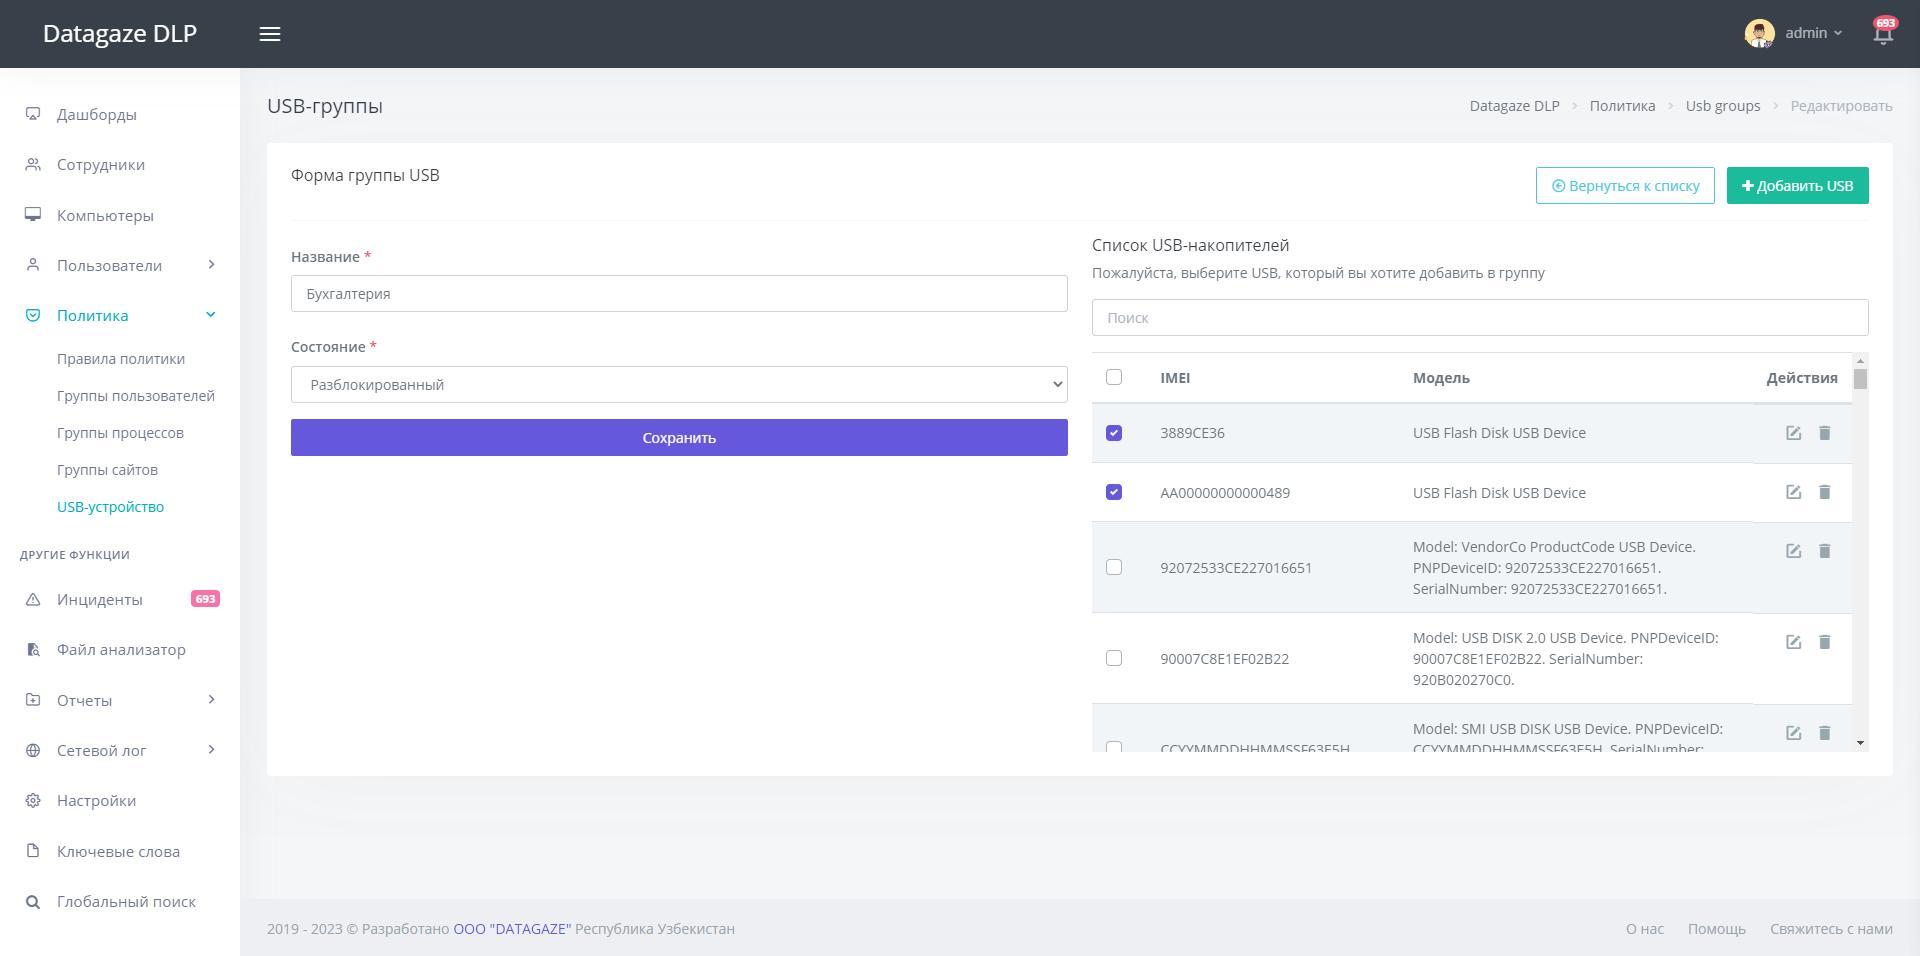 Datagaze DLP
admin
693
Дашборды
Сотрудники
Компьютеры
Пользователи
Политика
Правила политики
Группы пользователей
Группы процессов
Группы сайтов
USB-устройство
ДРУГИЕ ФУНКЦИИ
Инциденты 693
Файл анализатор
Отчеты
Сетевой лог
Настройки
Ключевые слова
Глобальный поиск
USB-группы
Datagaze DLP > Политика > Usb groups > Редактировать
Форма группы USB
Вернуться к списку
Добавить USB
Название *
Бухгалтерия
Состояние *
Разблокированный
Сохранить
Список USB-накопителей
Пожалуйста, выберите USB, который вы хотите добавить в группу
Поиск
IMEI Модель Действия
3889CE36 USB Flash Disk USB Device
AA00000000000489 USB Flash Disk USB Device
92072533CE227016651
Model: VendorCo ProductCode USB Device.
PNPDeviceID: 92072533CE227016651.
SerialNumber: 92072533CE227016651.
90007C8E1EF02B22
Model: USB DISK 2.0 USB Device. PNPDeviceID:
90007C8E1EF02B22. SerialNumber:
920B020270C0.
CCYYMMDDHHMMSSF63E5H
Model: SMI USB DISK USB Device. PNPDeviceID:
CCYYMMDDHHMMSSF63E5H. SerialNumber:
2019 - 2023 © Разработано ООО "DATAGAZE" Республика Узбекистан
О нас Помощь Свяжитесь с нами